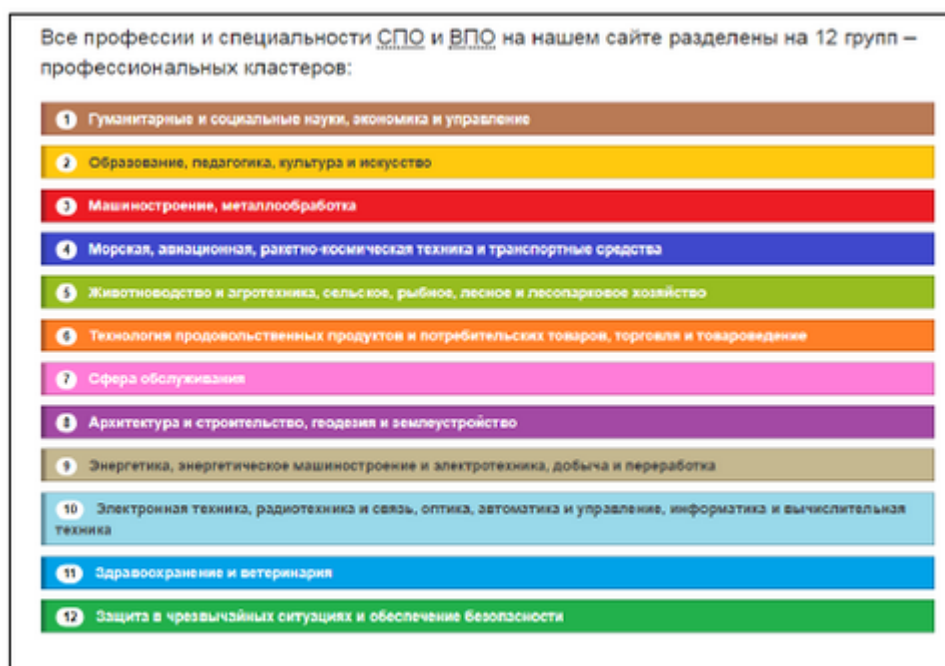 Все профессии и специальности СПО и ВПО на нашем сайте разделены на 12 групп –
профессиональных кластеров:
1 Гуманитарные и социальные науки, экономика и управление
2 Образование, педагогика, культура и искусство
3 Машиностроение, металлообработка
4 Морская, авиационная, ракетно-космическая техника и транспортные средства
5 Животноводство и агротехника, сельское, рыбное, лесное и лесопарковое хозяйство
6 Технология продовольственных продуктов и потребительских товаров, торговля и товароведение
7 Сфера обслуживания
8 Архитектура и строительство, геодезия и землеустройство
9 Энергетика, энергетическое машиностроение и электротехника, добыча и переработка
10 Электронная техника, радиотехника и связь, оптика, автоматика и управление, информатика и вычислительная
техника
11 Здравоохранение и ветеринария
12 Защита в чрезвычайных ситуациях и обеспечение безопасности